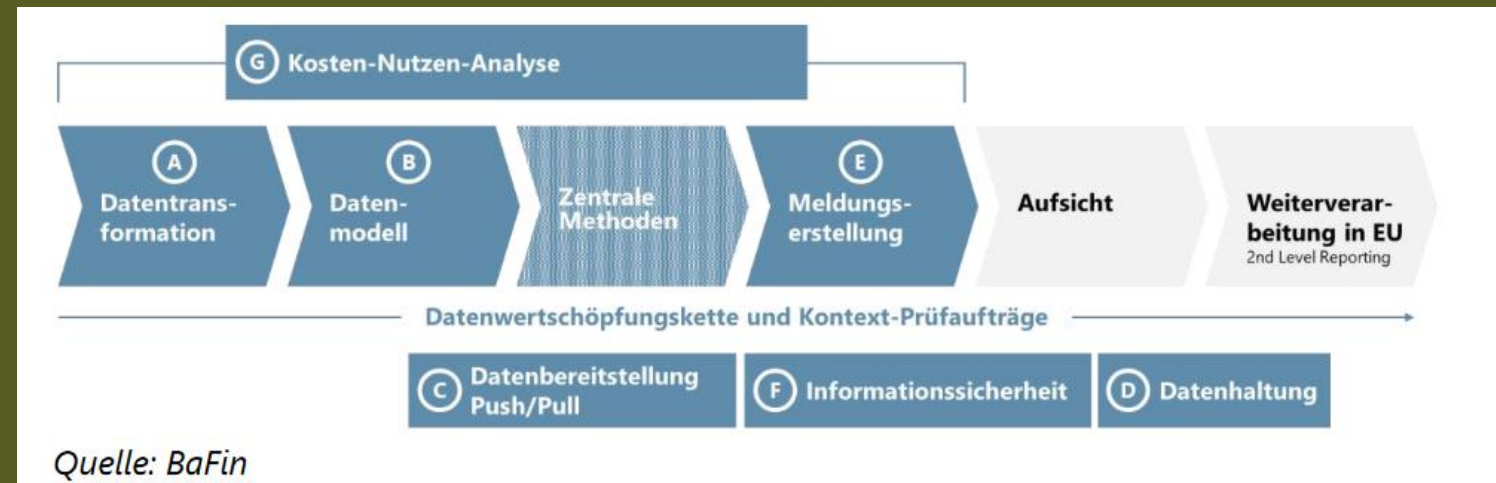 G Kosten-Nutzen-Analyse
A
Datentrans-
formation
B
Daten-
modell
Zentrale
Methoden
E
Meldungs-
erstellung
Aufsicht
Weiterverar-
beitung in EU
2nd Level Reporting
Datenwertschöpfungskette und Kontext-Prüfaufträge
C Datenbereitstellung
Push/Pull
F Informationssicherheit
D Datenhaltung
Quelle: BaFin